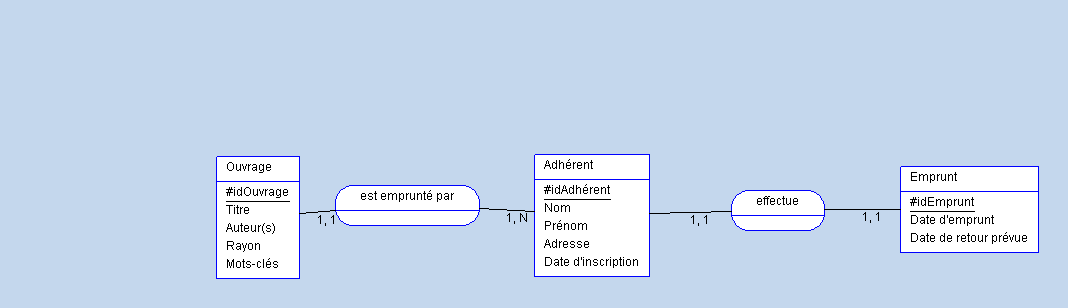 Ouvrage
#idOuvrage
Titre
Auteur(s)
Rayon
Mots-clés
1, 1
est emprunté par
1, N
Adhérent
#idAdhérent
Nom
Prénom
Adresse
Date d'inscription
1, 1
effectue
1, 1
Emprunt
#idEmprunt
Date d'emprunt
Date de retour prévue